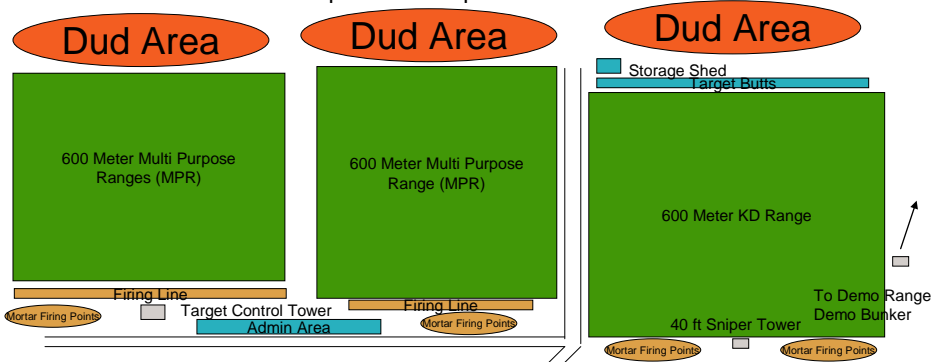 Dud Area
Dud Area
Dud Area
Storage Shed
Target Butts
600 Meter Multi Purpose
Ranges (MPR)
600 Meter Multi Purpose
Range (MPR)
600 Meter KD Range
Firing Line
Mortar Firing Points
Target Control Tower
Admin Area
Firing Line
Mortar Firing Points
To Demo Range
Demo Bunker
40 ft Sniper Tower
Mortar Firing Points
Mortar Firing Points